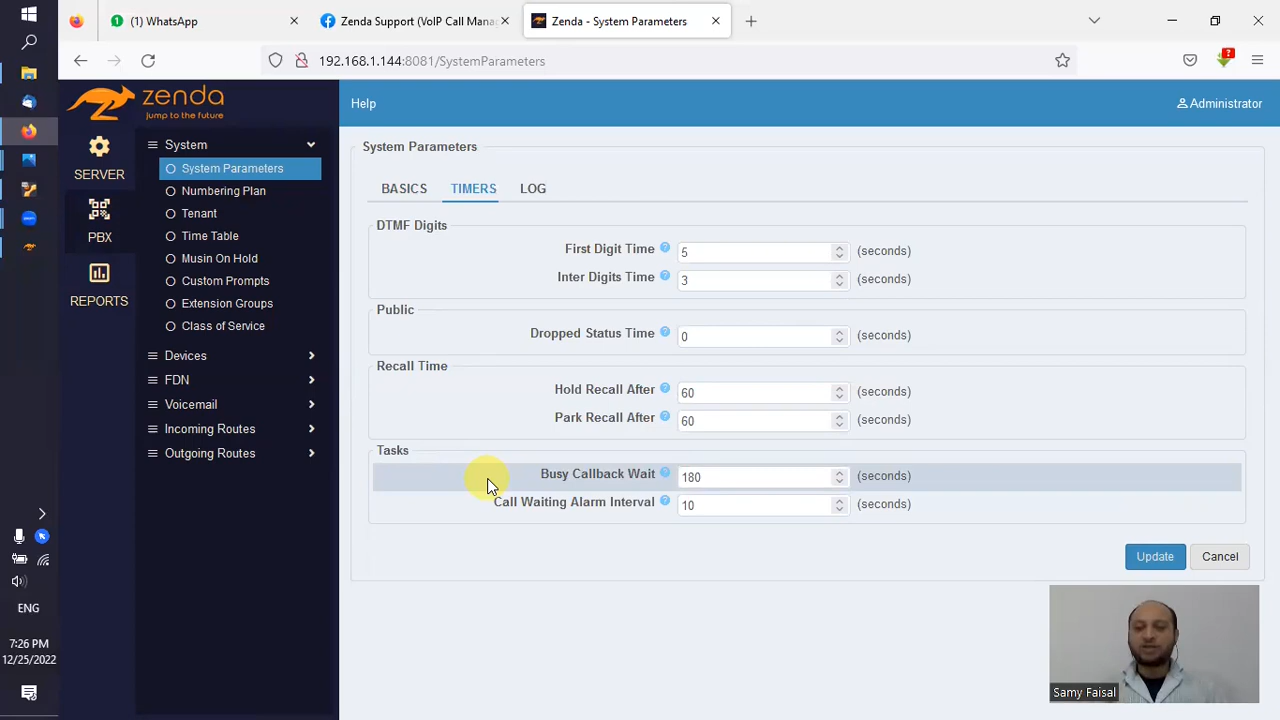 (1) WhatsApp
Zenda Support (VoIP Call Mana
Zenda - System Parameters
192.168.1.144:8081/SystemParameters
zenda
jump to the future
Help
Administrator
SERVER
PBX
REPORTS
System
System Parameters
Numbering Plan
Tenant
Time Table
Musin On Hold
Custom Prompts
Extension Groups
Class of Service
Devices
FDN
Voicemail
Incoming Routes
Outgoing Routes
System Parameters
BASICS TIMERS LOG
DTMF Digits
First Digit Time ? 5 (seconds)
Inter Digits Time ? 3 (seconds)
Public
Dropped Status Time ? 0 (seconds)
Recall Time
Hold Recall After ? 60 (seconds)
Park Recall After ? 60 (seconds)
Tasks
Busy Callback Wait ? 180 (seconds)
Call Waiting Alarm Interval ? 10 (seconds)
Update Cancel
ENG
7:26 PM
12/25/2022
Samy Faisal